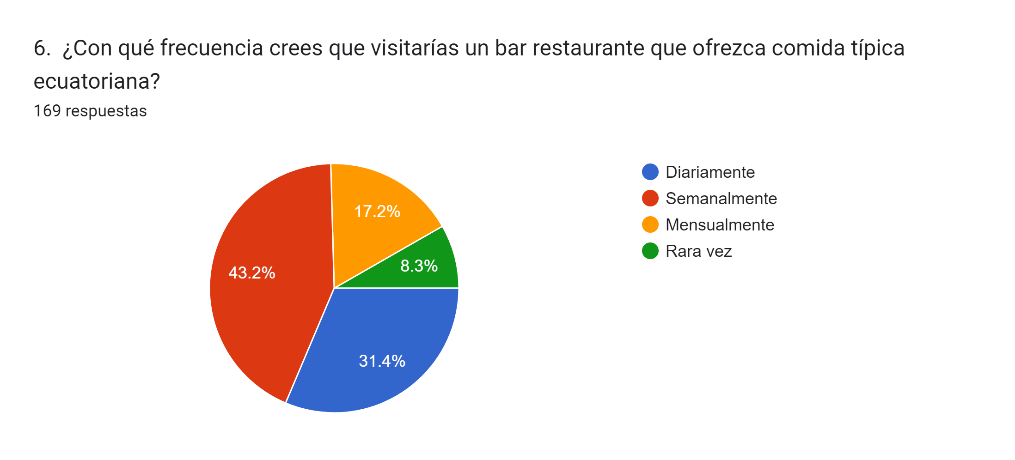 6. ¿Con qué frecuencia crees que visitarías un bar restaurante que ofrezca comida típica
ecuatoriana?
169 respuestas
Diariamente
Semanalmente
Mensualmente
Rara vez
17.2%
8.3%
43.2%
31.4%